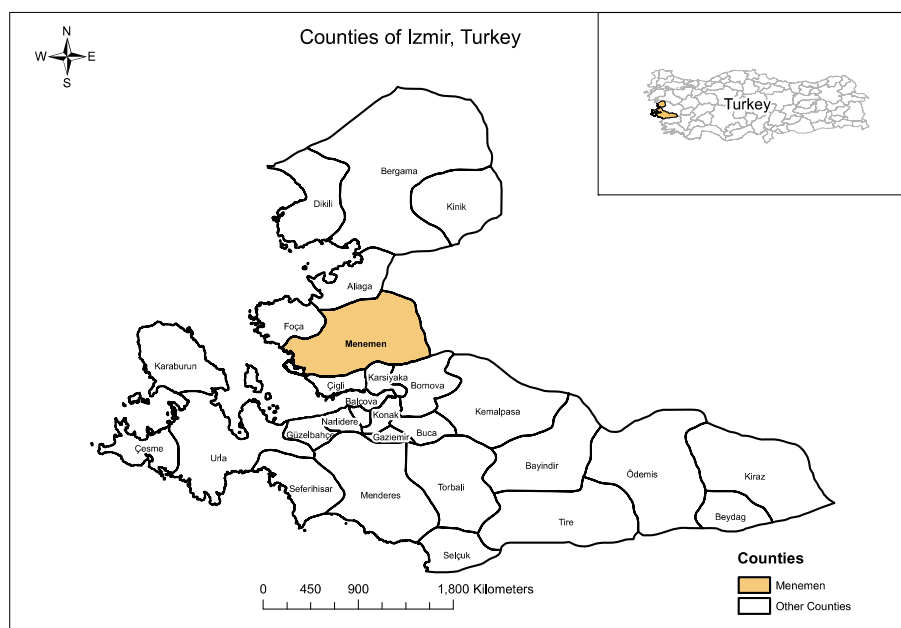 Counties of Izmir, Turkey
N
W E
S
Turkey
Bergama
Dikili
Kinik
Aliaga
Foça
Menemen
Karaburun
Çigli
Karsiyaka
Bornova
Balcova
Kemalpasa
Konak
Narlidere
Güzelbahçe
Gaziemir
Buca
Çesme
Urla
Bayindir
Ödemis
Kiraz
Seferihisar
Menderes
Torbali
Tire
Beydag
Selçuk
Counties
Menemen
Other Counties
0 450 900 1,800 Kilometers